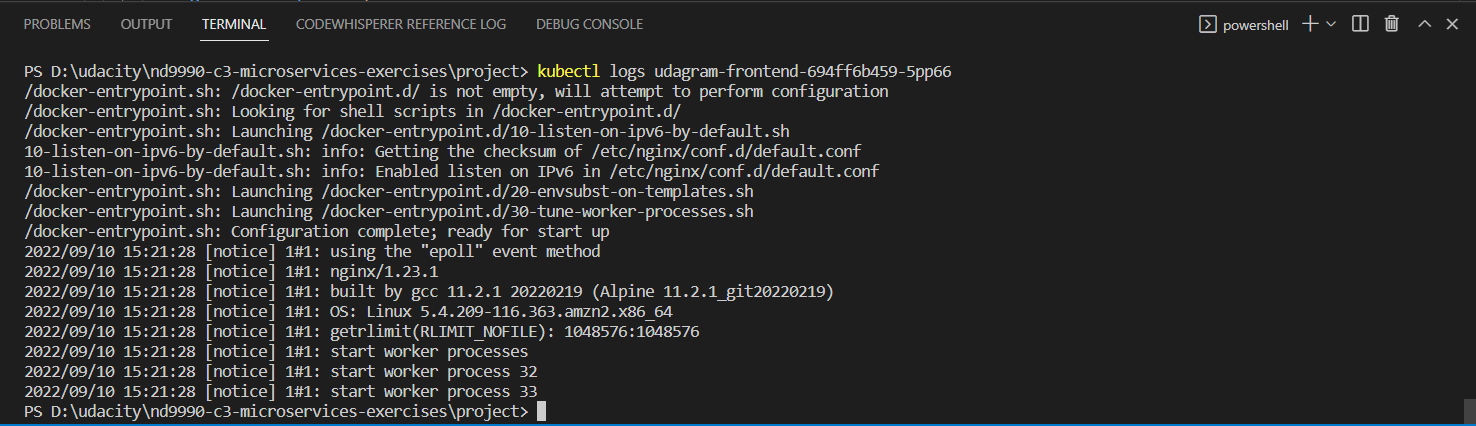 PROBLEMS OUTPUT TERMINAL CODEWHISPERER REFERENCE LOG DEBUG CONSOLE powershell
PS D:\udacity\nd9990-c3-microservices-exercises\project> kubectl logs udagram-frontend-694ff6b459-5pp66
/docker-entrypoint.sh: /docker-entrypoint.d/ is not empty, will attempt to perform configuration
/docker-entrypoint.sh: Looking for shell scripts in /docker-entrypoint.d/
/docker-entrypoint.sh: Launching /docker-entrypoint.d/10-listen-on-ipv6-by-default.sh
10-listen-on-ipv6-by-default.sh: info: Getting the checksum of /etc/nginx/conf.d/default.conf
10-listen-on-ipv6-by-default.sh: info: Enabled listen on IPv6 in /etc/nginx/conf.d/default.conf
/docker-entrypoint.sh: Launching /docker-entrypoint.d/20-envsubst-on-templates.sh
/docker-entrypoint.sh: Launching /docker-entrypoint.d/30-tune-worker-processes.sh
/docker-entrypoint.sh: Configuration complete; ready for start up
2022/09/10 15:21:28 [notice] 1#1: using the "epoll" event method
2022/09/10 15:21:28 [notice] 1#1: nginx/1.23.1
2022/09/10 15:21:28 [notice] 1#1: built by gcc 11.2.1 20220219 (Alpine 11.2.1_git20220219)
2022/09/10 15:21:28 [notice] 1#1: OS: Linux 5.4.209-116.363.amzn2.x86_64
2022/09/10 15:21:28 [notice] 1#1: getrlimit(RLIMIT_NOFILE): 1048576:1048576
2022/09/10 15:21:28 [notice] 1#1: start worker processes
2022/09/10 15:21:28 [notice] 1#1: start worker process 32
2022/09/10 15:21:28 [notice] 1#1: start worker process 33
PS D:\udacity\nd9990-c3-microservices-exercises\project>